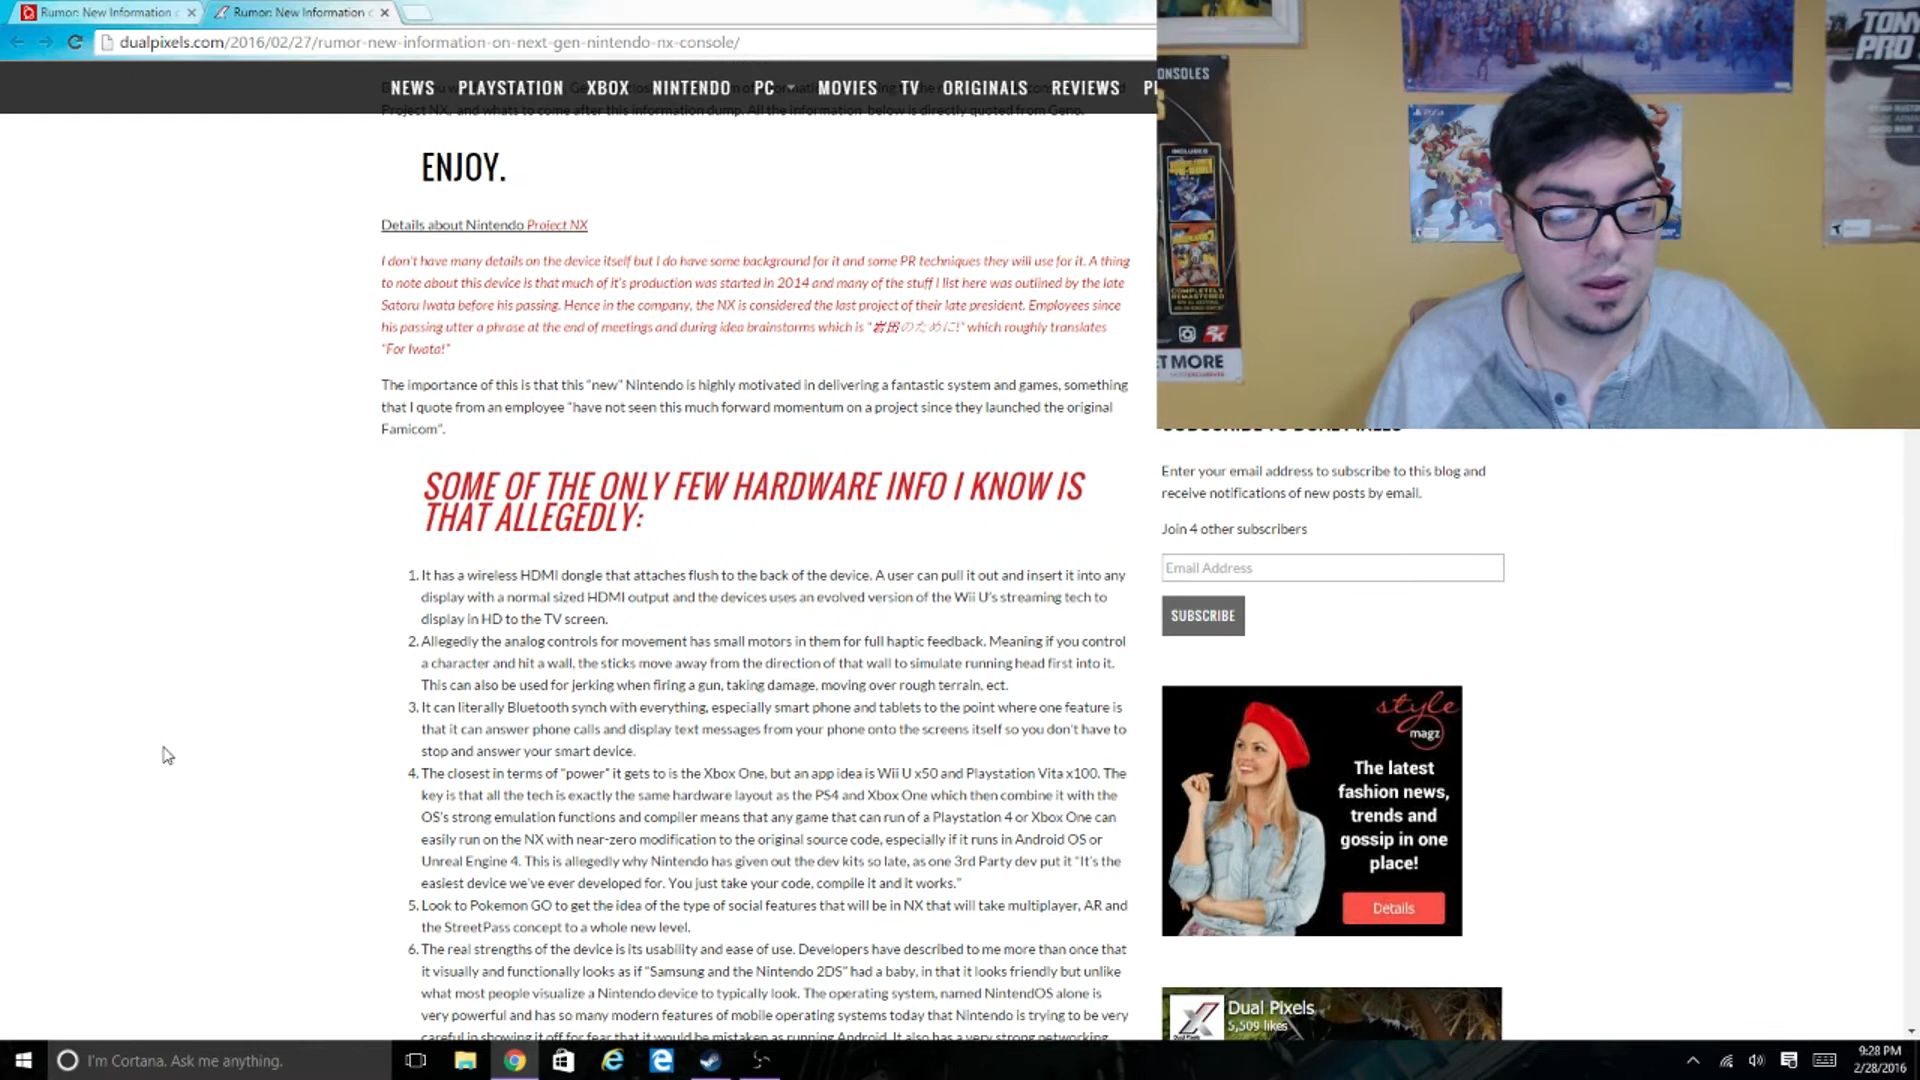 Rumor: New Information
Rumor: New Information
dualpixels.com/2016/02/27/rumor-new-information-on-next-gen-nintendo-nx-console/
NEWS PLAYSTATION XBOX NINTENDO PC MOVIES TV ORIGINALS REVIEWS
Project NX, and whats to come after this information dump. All the information below is directly quoted from Geno.
ENJOY.
Details about Nintendo Project NX
I don't have many details on the device itself but I do have some background for it and some PR techniques they will use for it. A thing
to note about this device is that much of it's production was started in 2014 and many of the stuff I list here was outlined by the late
Satoru Iwata before his passing. Hence in the company, the NX is considered the last project of their late president. Employees since
his passing utter a phrase at the end of meetings and during idea brainstorms which is "岩田のために!" which roughly translates
"For Iwata!"
The importance of this is that this "new" Nintendo is highly motivated in delivering a fantastic system and games, something
that I quote from an employee "have not seen this much forward momentum on a project since they launched the original
Famicom".
SOME OF THE ONLY FEW HARDWARE INFO I KNOW IS
THAT ALLEGEDLY:
1. It has a wireless HDMI dongle that attaches flush to the back of the device. A user can pull it out and insert it into any
display with a normal sized HDMI output and the devices uses an evolved version of the Wii U's streaming tech to
display in HD to the TV screen.
2. Allegedly the analog controls for movement has small motors in them for full haptic feedback. Meaning if you control
a character and hit a wall, the sticks move away from the direction of that wall to simulate running head first into it.
This can also be used for jerking when firing a gun, taking damage, moving over rough terrain, ect.
3. It can literally Bluetooth synch with everything, especially smart phone and tablets to the point where one feature is
that it can answer phone calls and display text messages from your phone onto the screens itself so you don't have to
stop and answer your smart device.
4. The closest in terms of "power" it gets to is the Xbox One, but an app idea is Wii U x50 and Playstation Vita x100. The
key is that all the tech is exactly the same hardware layout as the PS4 and Xbox One which then combine it with the
OS's strong emulation functions and compiler means that any game that can run of a Playstation 4 or Xbox One can
easily run on the NX with near-zero modification to the original source code, especially if it runs in Android OS or
Unreal Engine 4. This is allegedly why Nintendo has given out the dev kits so late, as one 3rd Party dev put it "It's the
easiest device we've ever developed for. You just take your code, compile it and it works."
5. Look to Pokemon GO to get the idea of the type of social features that will be in NX that will take multiplayer, AR and
the StreetPass concept to a whole new level.
6. The real strengths of the device is its usability and ease of use. Developers have described to me more than once that
it visually and functionally looks as if "Samsung and the Nintendo 2DS" had a baby, in that it looks friendly but unlike
what most people visualize a Nintendo device to typically look. The operating system, named NintendOS alone is
very powerful and has so many modern features of mobile operating systems today that Nintendo is trying to be very
careful in showing it off for fear that it would be mistaken as running Android. It also has a very strong networking
CONSOLES
INCLUDES
COMPLETELY
REMASTERED
2K
GET MORE
PS4
TONY
PRO
Enter your email address to subscribe to this blog and
receive notifications of new posts by email.
Join 4 other subscribers
Email Address
SUBSCRIBE
style
magz
The latest
fashion news,
trends and
gossip in one
place!
Details
Dual Pixels
5,509 likes
I'm Cortana. Ask me anything.
9:28 PM
2/28/2016